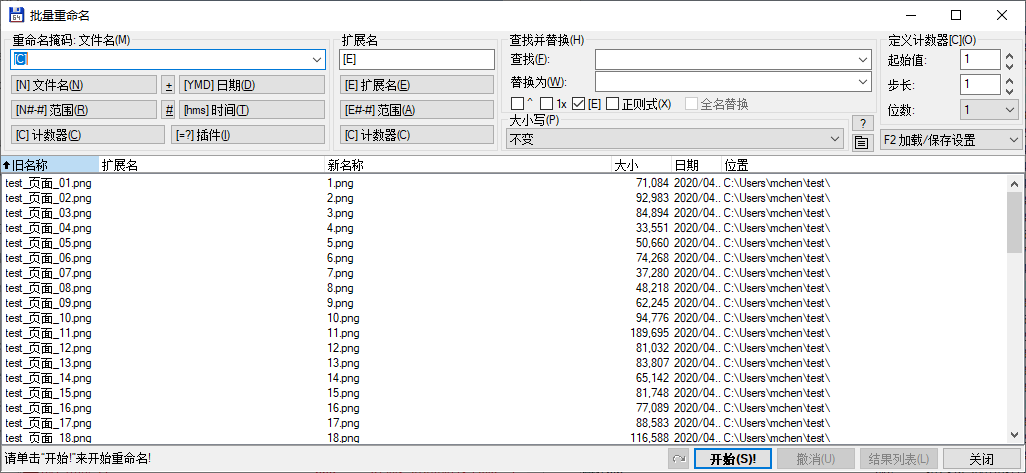 批量重命名
重命名掩码: 文件名(M) 扩展名 查找并替换(H) 定义计数器[C](O)
[C] [E] 查找(F): 起始值: 1
[N] 文件名(N) + [YMD] 日期(D) [E] 扩展名(E) 替换为(W): 步长: 1
[N#-#] 范围(R) # [hms] 时间(T) [E#-#] 范围(A) ^ 1x [E] 正则式(X) 全名替换 位数: 1
[C] 计数器(C) [=?] 插件(I) [C] 计数器(C) 大小写(P) ?
不变 F2 加载/保存设置
旧名称 扩展名 新名称 大小 日期 位置
test_页面_01.png 1.png 71,084 2020/04.. C:\Users\mchen\test\
test_页面_02.png 2.png 92,983 2020/04.. C:\Users\mchen\test\
test_页面_03.png 3.png 84,894 2020/04.. C:\Users\mchen\test\
test_页面_04.png 4.png 33,551 2020/04.. C:\Users\mchen\test\
test_页面_05.png 5.png 50,660 2020/04.. C:\Users\mchen\test\
test_页面_06.png 6.png 74,268 2020/04.. C:\Users\mchen\test\
test_页面_07.png 7.png 37,280 2020/04.. C:\Users\mchen\test\
test_页面_08.png 8.png 48,218 2020/04.. C:\Users\mchen\test\
test_页面_09.png 9.png 62,245 2020/04.. C:\Users\mchen\test\
test_页面_10.png 10.png 94,776 2020/04.. C:\Users\mchen\test\
test_页面_11.png 11.png 189,695 2020/04.. C:\Users\mchen\test\
test_页面_12.png 12.png 81,032 2020/04.. C:\Users\mchen\test\
test_页面_13.png 13.png 83,807 2020/04.. C:\Users\mchen\test\
test_页面_14.png 14.png 65,142 2020/04.. C:\Users\mchen\test\
test_页面_15.png 15.png 81,748 2020/04.. C:\Users\mchen\test\
test_页面_16.png 16.png 77,089 2020/04.. C:\Users\mchen\test\
test_页面_17.png 17.png 88,583 2020/04.. C:\Users\mchen\test\
test_页面_18.png 18.png 116,588 2020/04.. C:\Users\mchen\test\
请单击"开始!"来开始重命名! 开始(S)! 撤消(U) 结果列表(L) 关闭